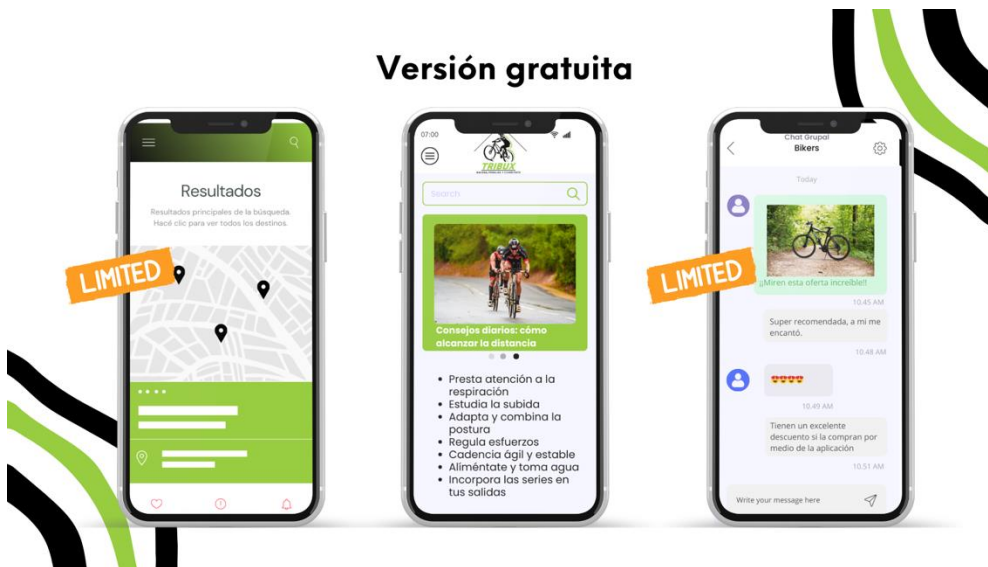 Versión gratuita
Resultados
Resultados principales de la búsqueda.
Hacé clic para ver todos los destinos.
LIMITED
07:00
TRIBUX
Search
Consejos diarios: cómo
alcanzar la distancia
• Presta atención a la
respiración
• Estudia la subida
• Adapta y combina la
postura
• Regula esfuerzos
• Cadencia ágil y estable
• Aliméntate y toma agua
• Incorpora las series en
tus salidas
Chat Grupal
Bikers
Today
LIMITED
¡¡Miren esta oferta increíble!!
10.45 AM
Super recomendada, a mi me
encantó.
10.48 AM
10.49 AM
Tienen un excelente
descuento si la compran por
medio de la aplicación
10.51 AM
Write your message here